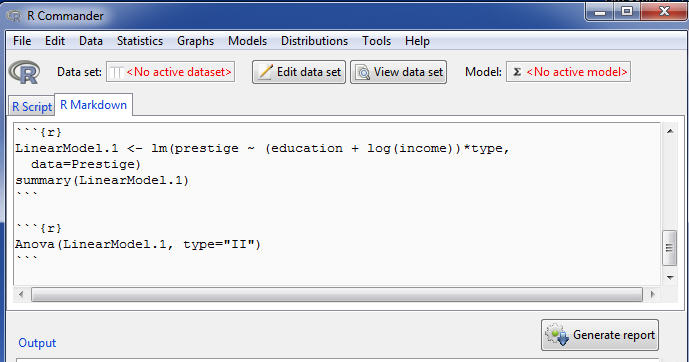 R Commander
File Edit Data Statistics Graphs Models Distributions Tools Help
R Data set: <No active dataset> Edit data set View data set Model: Σ <No active model>
R Script R Markdown
```{r}
LinearModel.1 <- lm(prestige ~ (education + log(income))*type,
  data=Prestige)
summary(LinearModel.1)
```
```{r}
Anova(LinearModel.1, type="II")
```
Generate report
Output